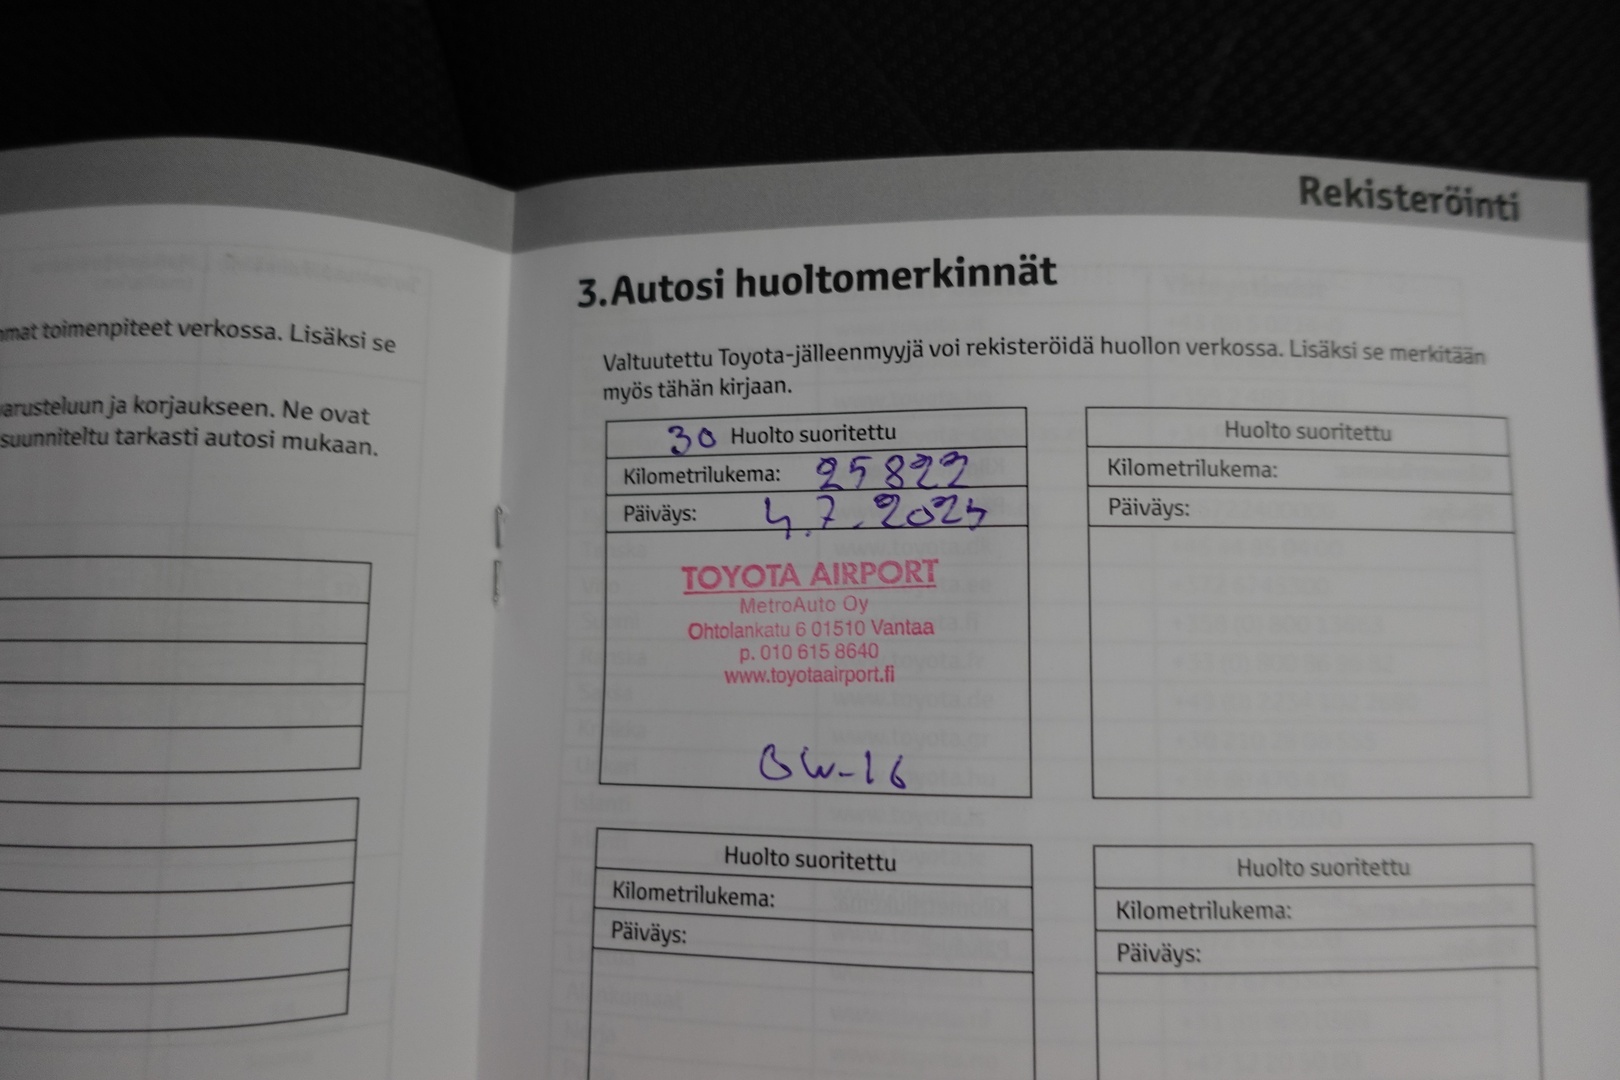 toimenpiteet verkossa. Lisäksi se
varusteluun ja korjaukseen. Ne ovat
suunniteltu tarkasti autosi mukaan.
Rekisteröinti
3.Autosi huoltomerkinnät
Valtuutettu Toyota-jälleenmyyjä voi rekisteröidä huollon verkossa. Lisäksi se merkitään
myös tähän kirjaan.
30 Huolto suoritettu
Kilometrilukema: 25822
Päiväys: 4.7.2024
TOYOTA AIRPORT
MetroAuto Oy
Ohtolankatu 6 01510 Vantaa
p. 010 615 8640
www.toyotaairport.fi
0W-16
Huolto suoritettu
Kilometrilukema:
Päiväys:
Huolto suoritettu
Kilometrilukema:
Päiväys:
Huolto suoritettu
Kilometrilukema:
Päiväys: